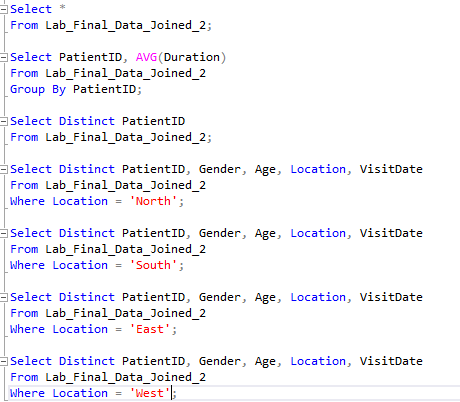 Select *
From Lab_Final_Data_Joined_2;
Select PatientID, AVG(Duration)
From Lab_Final_Data_Joined_2
Group By PatientID;
Select Distinct PatientID
From Lab_Final_Data_Joined_2;
Select Distinct PatientID, Gender, Age, Location, VisitDate
From Lab_Final_Data_Joined_2
Where Location = 'North';
Select Distinct PatientID, Gender, Age, Location, VisitDate
From Lab_Final_Data_Joined_2
Where Location = 'South';
Select Distinct PatientID, Gender, Age, Location, VisitDate
From Lab_Final_Data_Joined_2
Where Location = 'East';
Select Distinct PatientID, Gender, Age, Location, VisitDate
From Lab_Final_Data_Joined_2
Where Location = 'West';